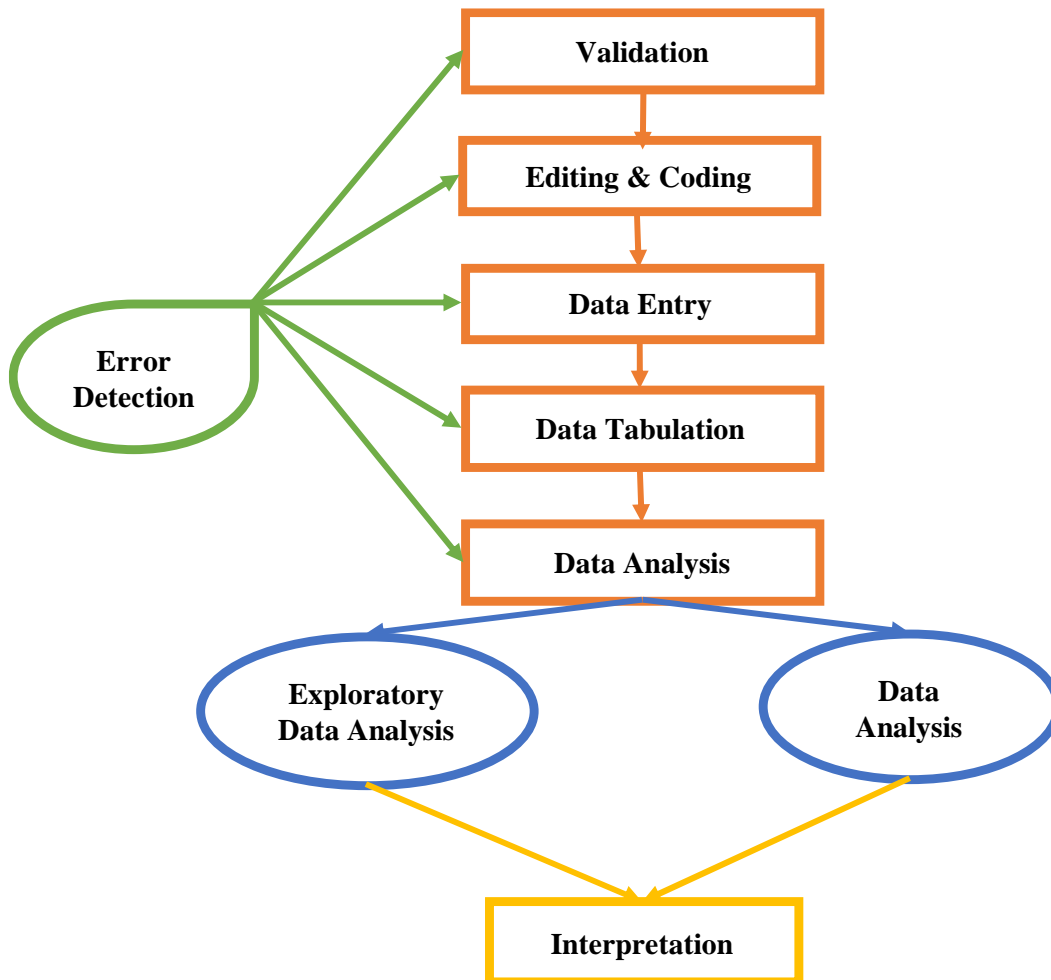 Validation
Editing & Coding
Data Entry
Error
Detection
Data Tabulation
Data Analysis
Exploratory
Data Analysis
Data
Analysis
Interpretation